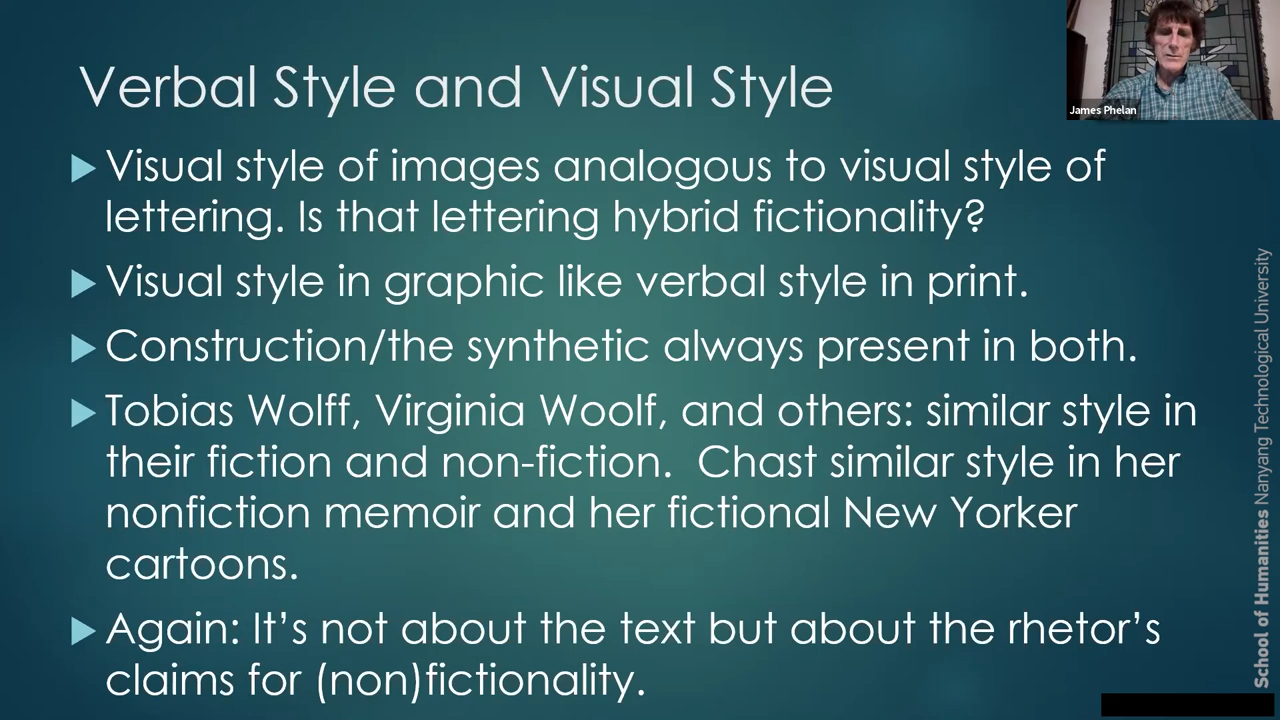 Verbal Style and Visual Style
James Phelan
Visual style of images analogous to visual style of
lettering. Is that lettering hybrid fictionality?
Visual style in graphic like verbal style in print.
Construction/the synthetic always present in both.
Tobias Wolff, Virginia Woolf, and others: similar style in
their fiction and non-fiction.  Chast similar style in her
nonfiction memoir and her fictional New Yorker
cartoons.
Again: It’s not about the text but about the rhetor’s
claims for (non)fictionality.
School of Humanities Nanyang Technological University